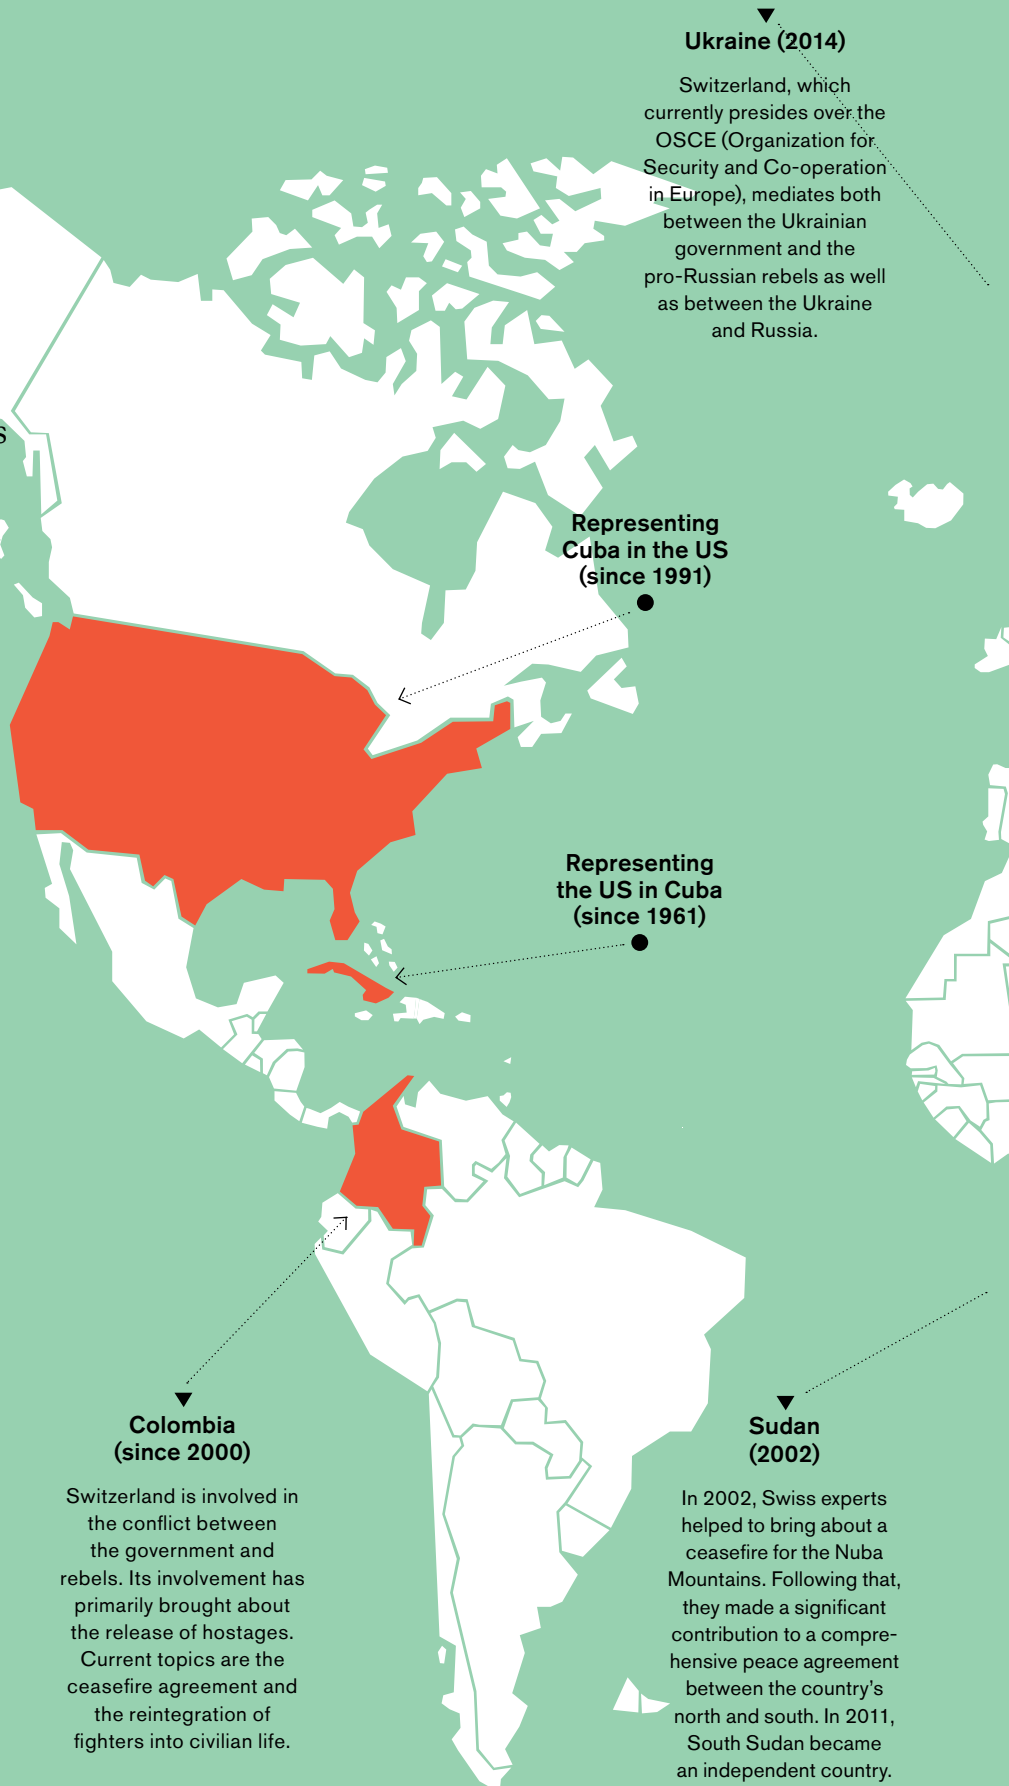 Ukraine (2014)
Switzerland, which
currently presides over the
OSCE (Organization for
Security and Co-operation
in Europe), mediates both
between the Ukrainian
government and the
pro-Russian rebels as well
as between the Ukraine
and Russia.
s
Representing
Cuba in the US
(since 1991)
Representing
the US in Cuba
(since 1961)
Colombia
(since 2000)
Switzerland is involved in
the conflict between
the government and
rebels. Its involvement has
primarily brought about
the release of hostages.
Current topics are the
ceasefire agreement and
the reintegration of
fighters into civilian life.
Sudan
(2002)
In 2002, Swiss experts
helped to bring about a
ceasefire for the Nuba
Mountains. Following that,
they made a significant
contribution to a compre-
hensive peace agreement
between the country's
north and south. In 2011,
South Sudan became
an independent country.